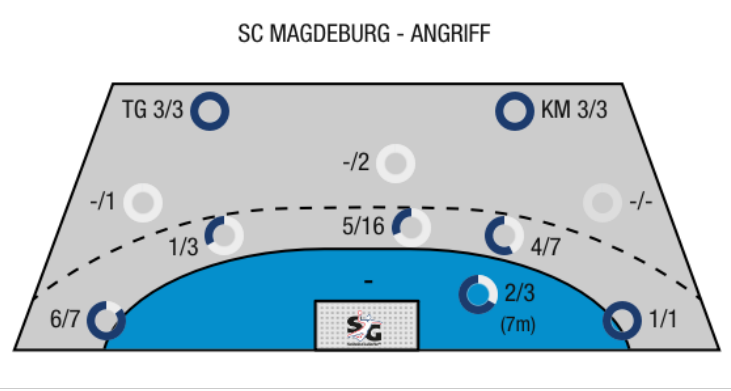 SC MAGDEBURG - ANGRIFF
TG 3/3
KM 3/3
-/2
-/1
-/-
1/3
5/16
4/7
-
2/3
(7m)
6/7
1/1
SG